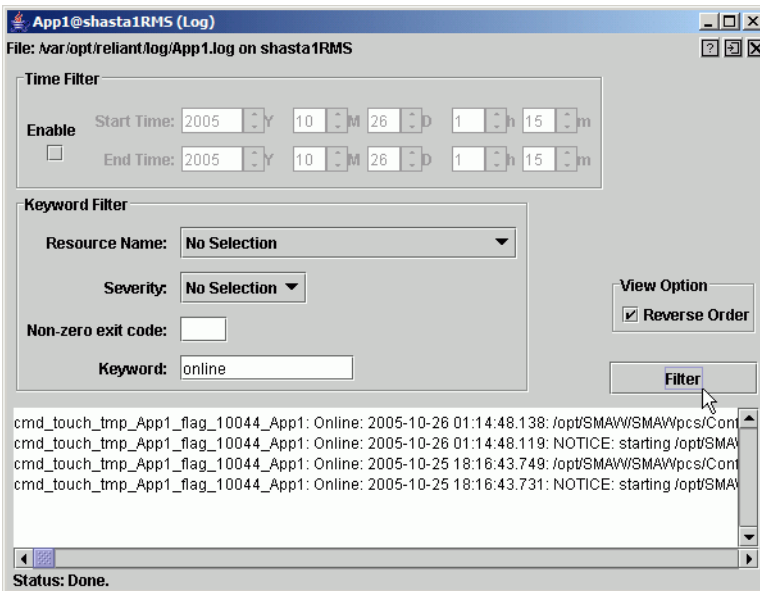 App1@shasta1RMS (Log)
File: /var/opt/reliant/log/App1.log on shasta1RMS
Time Filter
Enable
Start Time: 2005 Y 10 M 26 D 1 h 15 m
End Time: 2005 Y 10 M 26 D 1 h 15 m
Keyword Filter
Resource Name: No Selection
Severity: No Selection
Non-zero exit code:
Keyword: online
View Option
Reverse Order
Filter
cmd_touch_tmp_App1_flag_10044_App1: Online: 2005-10-26 01:14:48.138: /opt/SMAW/SMAWpcs/Conf
cmd_touch_tmp_App1_flag_10044_App1: Online: 2005-10-26 01:14:48.119: NOTICE: starting /opt/SMAW
cmd_touch_tmp_App1_flag_10044_App1: Online: 2005-10-25 18:16:43.749: /opt/SMAW/SMAWpcs/Conf
cmd_touch_tmp_App1_flag_10044_App1: Online: 2005-10-25 18:16:43.731: NOTICE: starting /opt/SMAW
Status: Done.